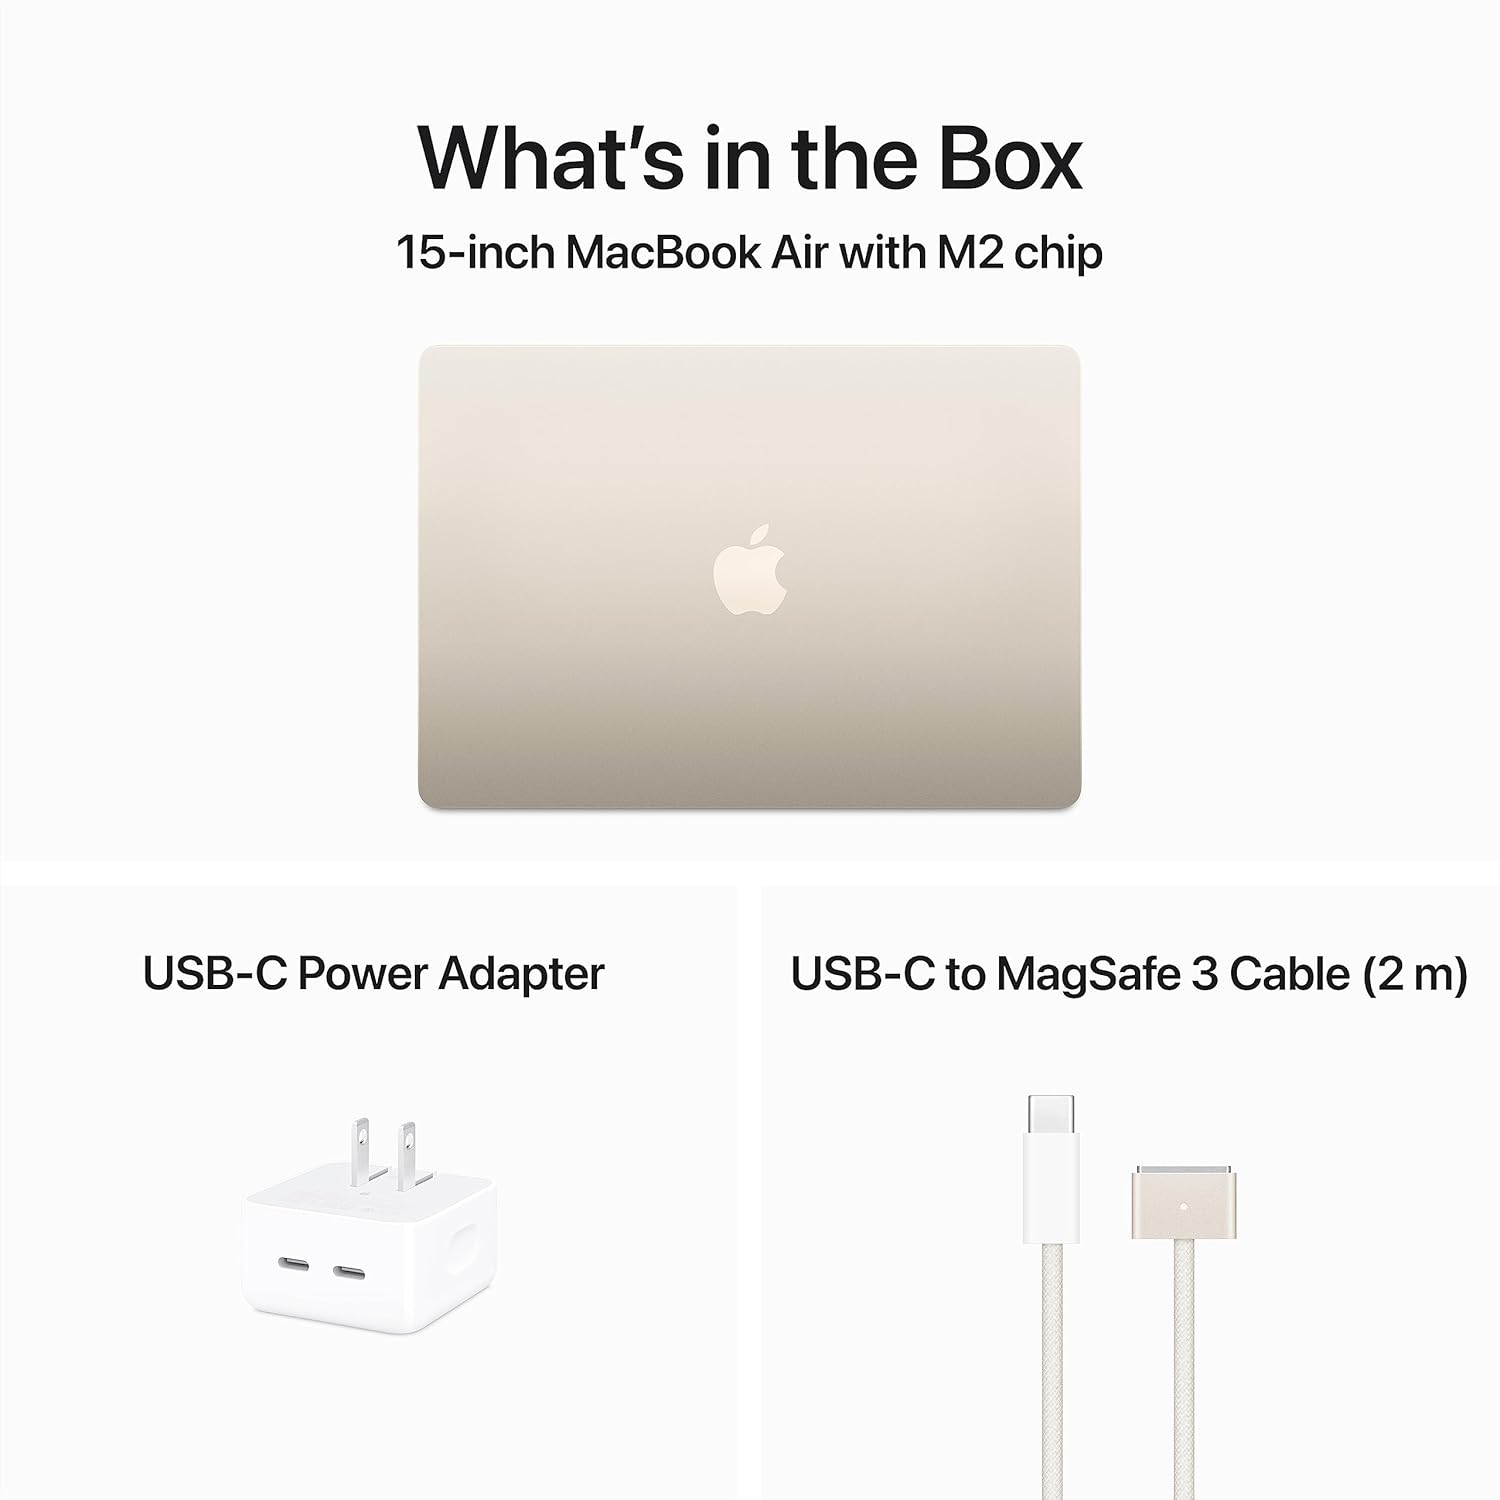 What’s in the Box
15-inch MacBook Air with M2 chip
USB-C Power Adapter
USB-C to MagSafe 3 Cable (2 m)